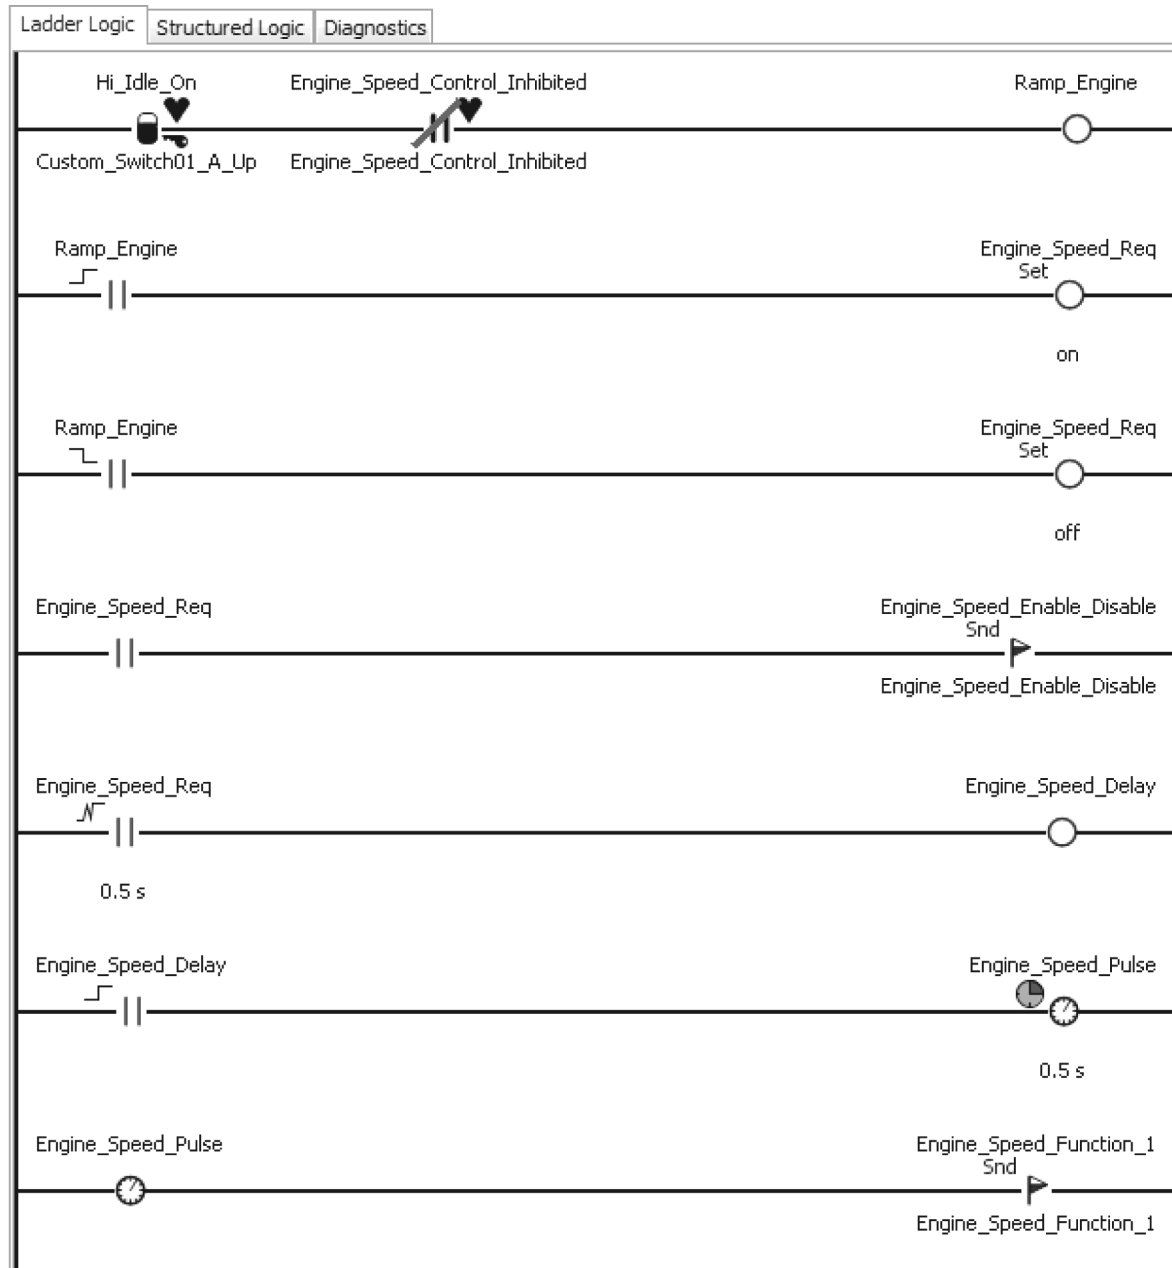 Ladder Logic Structured Logic Diagnostics
Hi_Idle_On Engine_Speed_Control_Inhibited Ramp_Engine
Custom_Switch01_A_Up Engine_Speed_Control_Inhibited
Ramp_Engine Engine_Speed_Req
Set
on
Ramp_Engine Engine_Speed_Req
Set
off
Engine_Speed_Req Engine_Speed_Enable_Disable
Snd
Engine_Speed_Enable_Disable
Engine_Speed_Req Engine_Speed_Delay
0.5 s
Engine_Speed_Delay Engine_Speed_Pulse
0.5 s
Engine_Speed_Pulse Engine_Speed_Function_1
Snd
Engine_Speed_Function_1